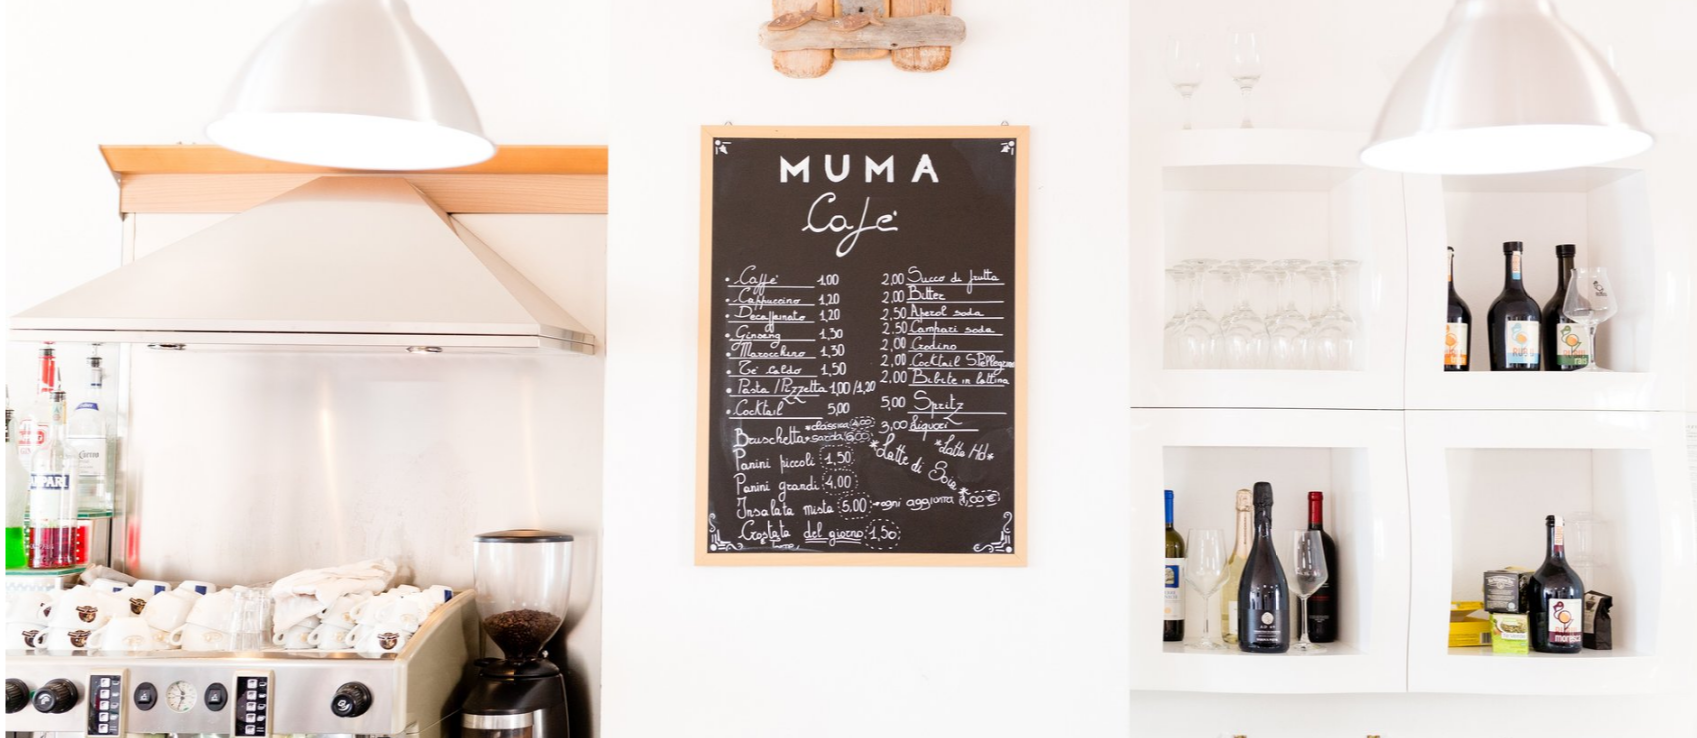 MUMA
Cafè
Caffè 1,00
Cappuccino 1,20
Decaffeinato 1,20
Ginseng 1,30
Marocchino 1,30
Tè caldo 1,50
Pasta / Pizzetta 1,00 / 1,20
Cocktail 5,00
Bruschetta *classica 4,00
*sarda 6,00
Panini piccoli 1,50
Panini grandi 4,00
Insalata mista 5,00 ogni aggiunta 1,00 €
Crostata del giorno 1,50
2,00 Succo di frutta
2,00 Bitter
2,50 Aperol soda
2,50 Campari soda
2,00 Crodino
2,00 Cocktail S.Pellegrino
2,00 Bibite in lattina
5,00 Spritz
3,00 Liquori
*Latte di Soia*
*Latte Hd*
MPARI
moresca